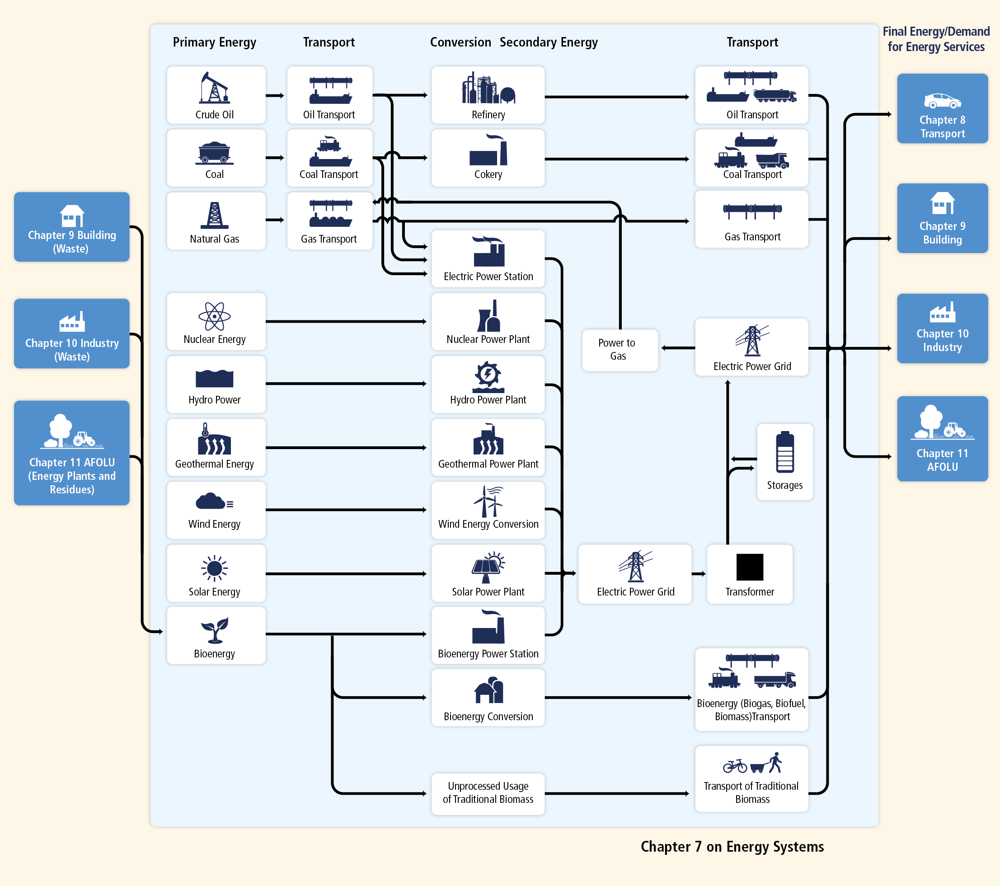 Primary Energy
Transport
Conversion
Secondary Energy
Transport
Final Energy/Demand
for Energy Services
Crude Oil
Oil Transport
Refinery
Oil Transport
Chapter 8
Transport
Coal
Coal Transport
Cokery
Coal Transport
Chapter 9 Building
(Waste)
Natural Gas
Gas Transport
Gas Transport
Chapter 9
Building
Electric Power Station
Chapter 10 Industry
(Waste)
Nuclear Energy
Nuclear Power Plant
Power to
Gas
Electric Power Grid
Chapter 10
Industry
Hydro Power
Hydro Power Plant
Chapter 11 AFOLU
(Energy Plants and
Residues)
Geothermal Energy
Geothermal Power Plant
Storages
Chapter 11
AFOLU
Wind Energy
Wind Energy Conversion
Solar Energy
Solar Power Plant
Electric Power Grid
Transformer
Bioenergy
Bioenergy Power Station
Bioenergy Conversion
Bioenergy (Biogas, Biofuel,
Biomass)Transport
Unprocessed Usage
of Traditional Biomass
Transport of Traditional
Biomass
Chapter 7 on Energy Systems